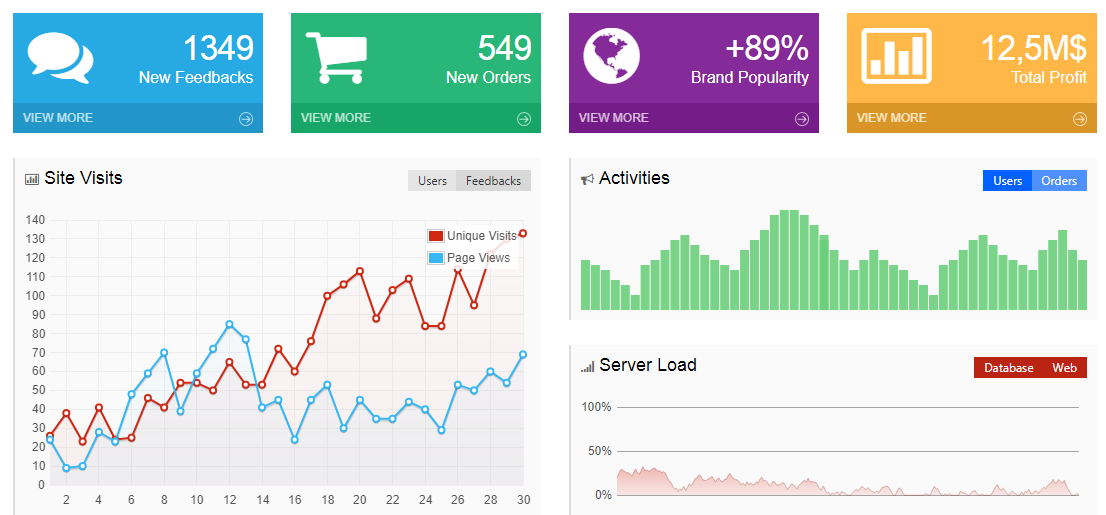 1349
New Feedbacks
VIEW MORE
549
New Orders
VIEW MORE
+89%
Brand Popularity
VIEW MORE
12,5M$
Total Profit
VIEW MORE
Site Visits
Users Feedbacks
140
130
120
110
100
90
80
70
60
50
40
30
20
10
0
Unique Visits
Page Views
2 4 6 8 10 12 14 16 18 20 22 24 26 28 30
Activities
Users Orders
Server Load
Database Web
100%
50%
0%